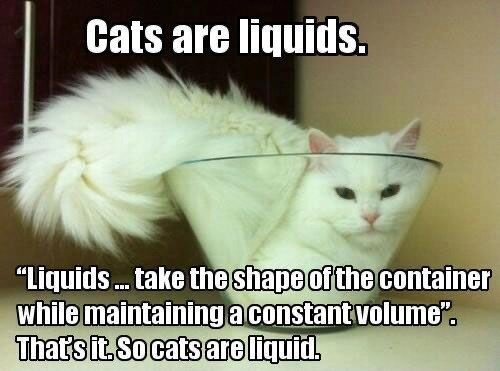 Cats are liquids.
“Liquids ... take the shape of the container
while maintaining a constant volume”.
That's it. So cats are liquid.